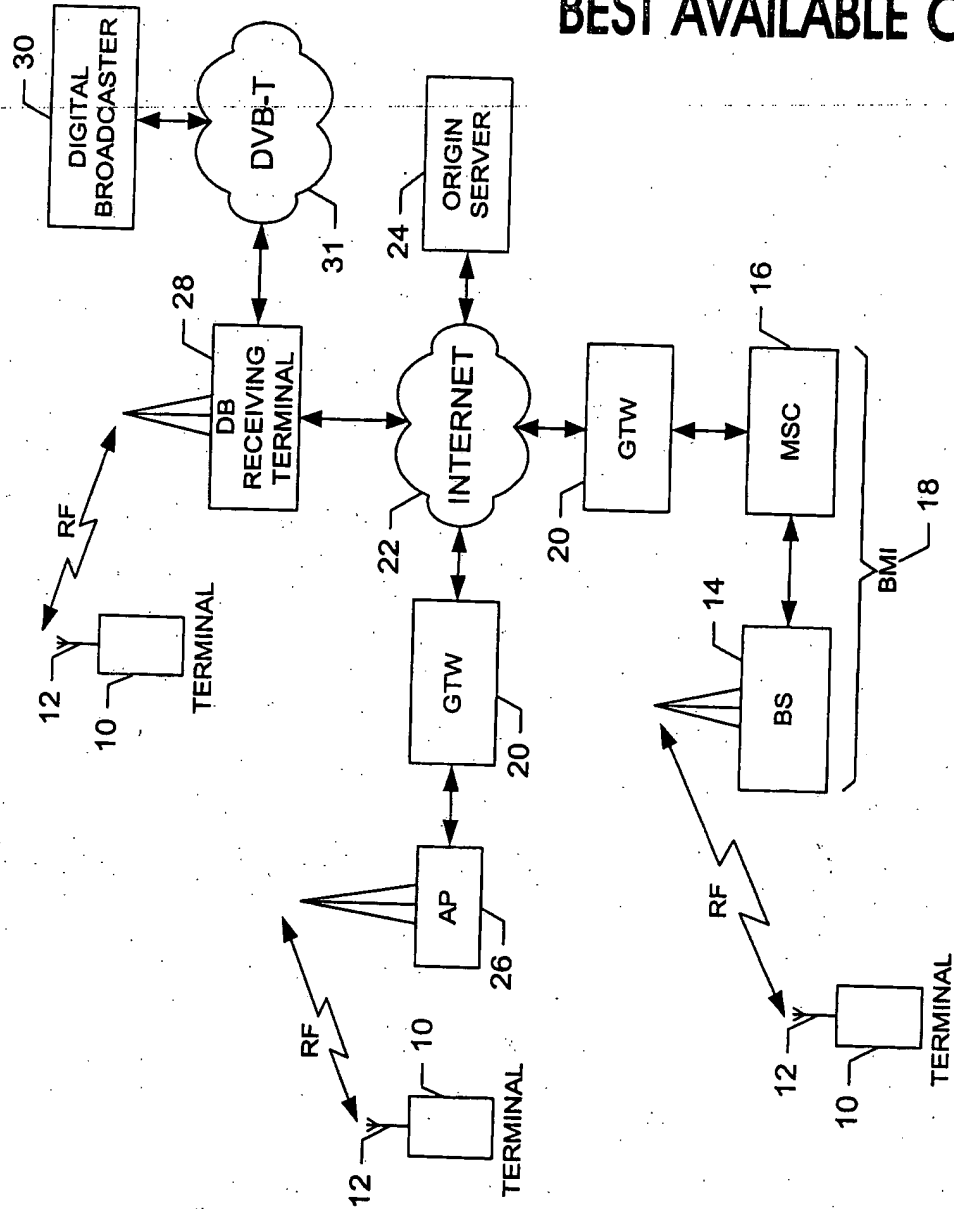 BEST AVAILABLE C
30
DIGITAL
BROADCASTER
DVB-T
31
28
DB
RECEIVING
TERMINAL
RF
12
10
TERMINAL
24
ORIGIN
SERVER
INTERNET
22
GTW
20
AP
26
RF
12
10
TERMINAL
GTW
20
16
MSC
14
BS
BMI
18
RF
12
10
TERMINAL